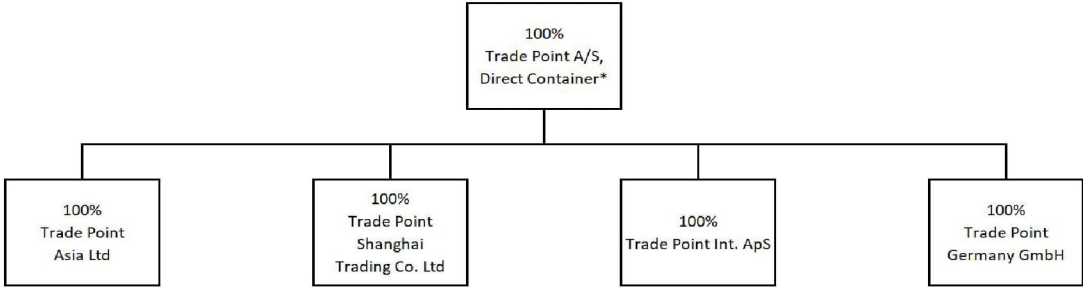 100%
Trade Point A/S,
Direct Container*
100%
Trade Point
Asia Ltd
100%
Trade Point
Shanghai
Trading Co. Ltd
100%
Trade Point Int. ApS
100%
Trade Point
Germany GmbH